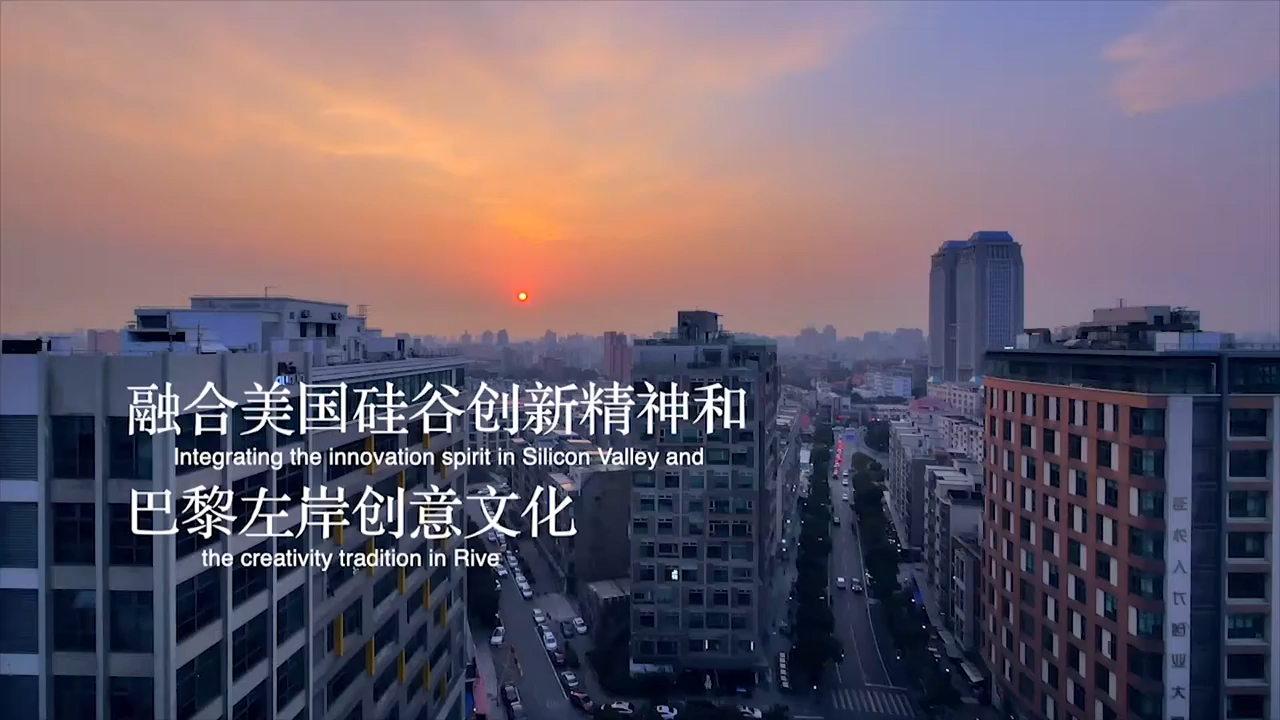 融合美国硅谷创新精神和
Integrating the innovation spirit in Silicon Valley and
巴黎左岸创意文化
the creativity tradition in Rive